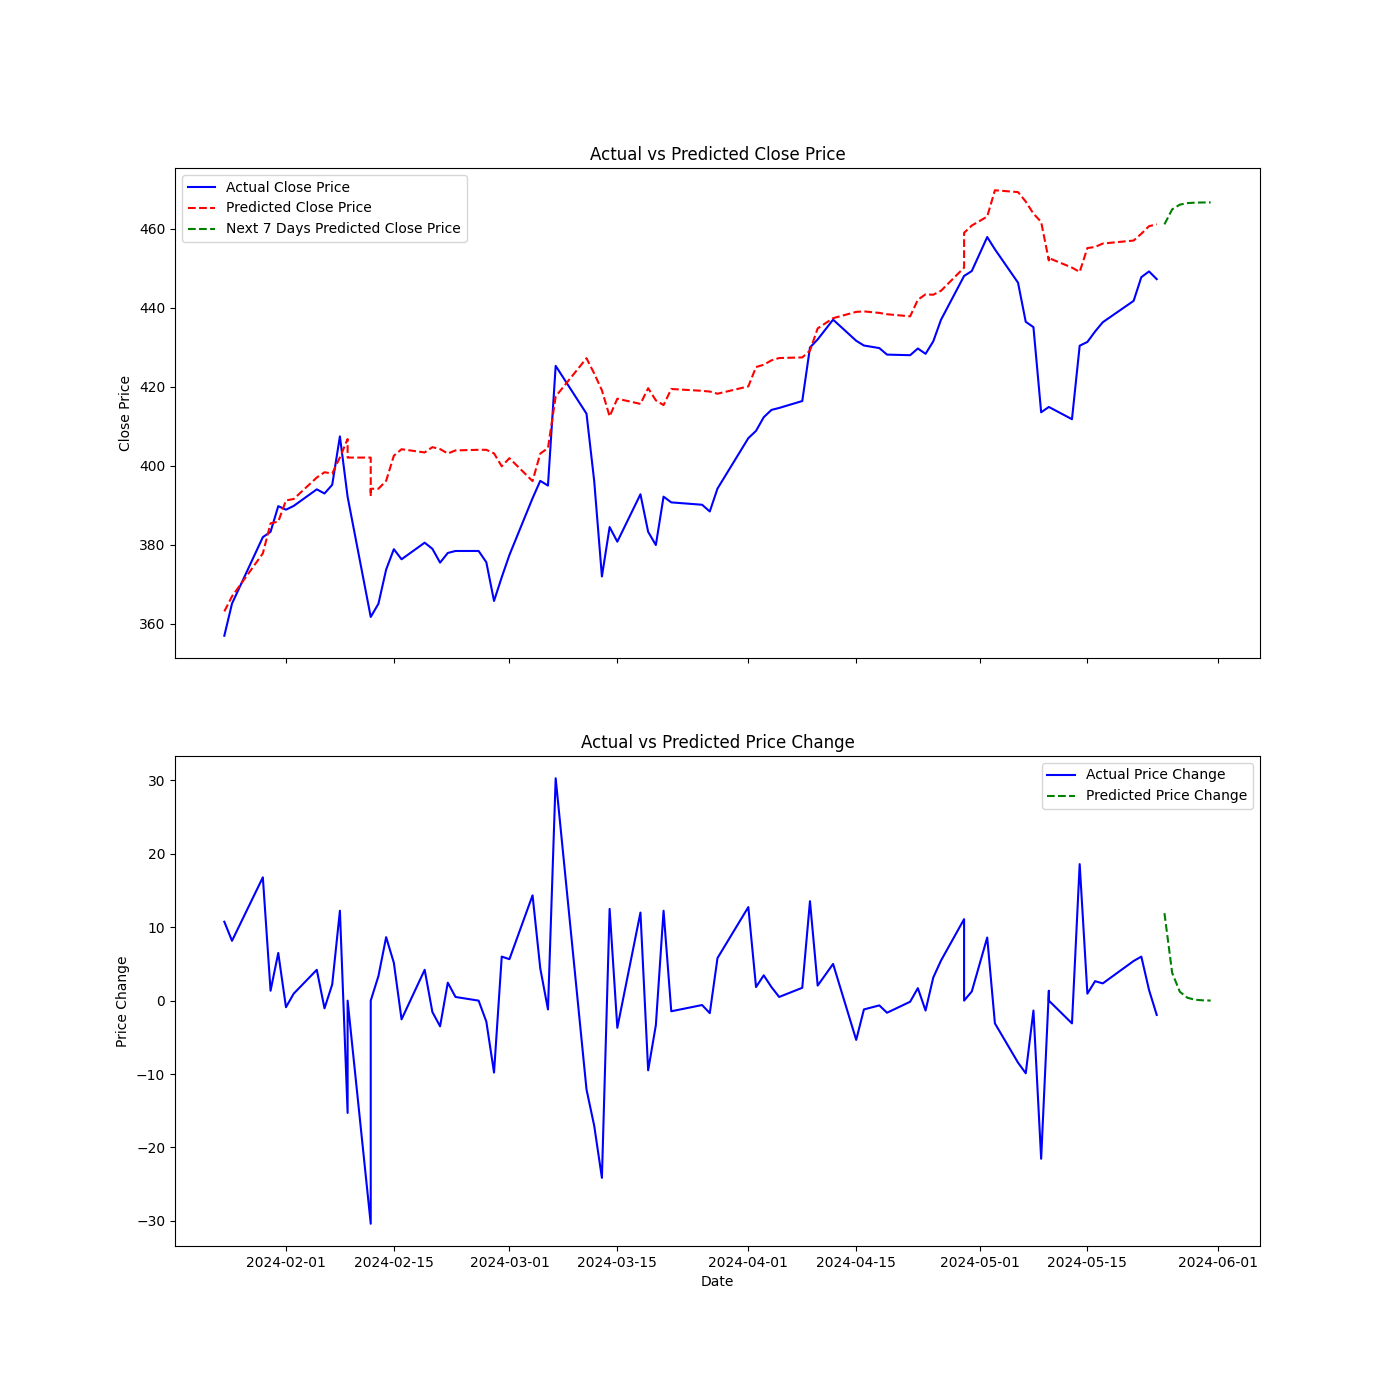 Actual vs Predicted Close Price
Actual Close Price
Predicted Close Price
Next 7 Days Predicted Close Price
Close Price
460
440
420
400
380
360
Actual vs Predicted Price Change
Actual Price Change
Predicted Price Change
Price Change
30
20
10
0
−10
−20
−30
2024-02-01 2024-02-15 2024-03-01 2024-03-15 2024-04-01 2024-04-15 2024-05-01 2024-05-15 2024-06-01
Date